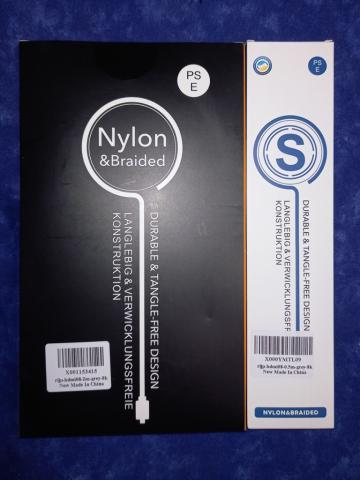 PS
E
Nylon
&Braided
DURABLE & TANGLE-FREE DESIGN
LANGLEBIG & VERWICKLUNGSFREIE
KONSTRUKTION
X001153415
New Made In China
PS
E
S
DURABLE & TANGLE-FREE DESIGN
LANGLEBIG & VERWICKLUNGSFF
KONSTRUKTION
X000YMTL09
New Made In China
NYLON&BRAIDED